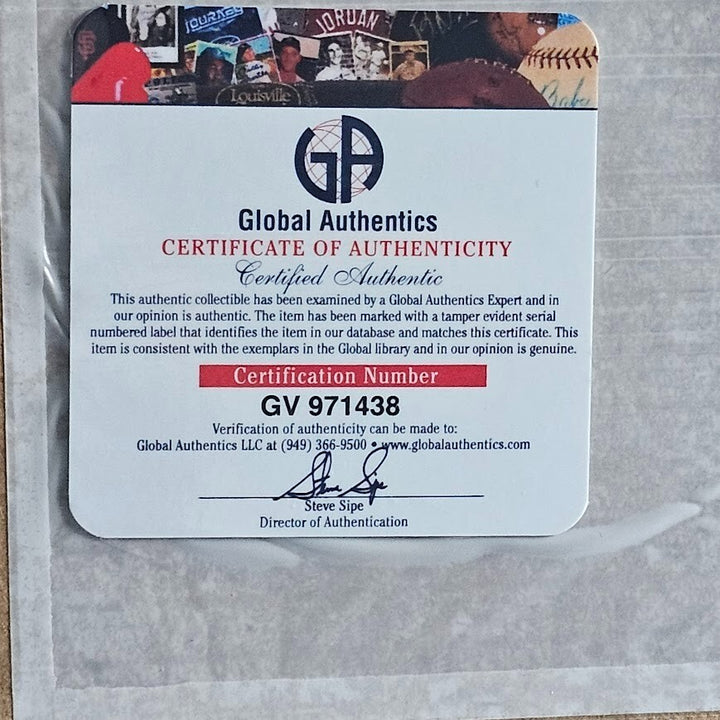 JOURNEY
JORDAN
Louisville
Babe
GA
Global Authentics
CERTIFICATE OF AUTHENTICITY
Certified Authentic
This authentic collectible has been examined by a Global Authentics Expert and in
our opinion is authentic. The item has been marked with a tamper evident serial
numbered label that identifies the item in our database and matches this certificate. This
item is consistent with the exemplars in the Global library and in our opinion is genuine.
Certification Number
GV 971438
Verification of authenticity can be made to:
Global Authentics LLC at (949) 366-9500 • www.globalauthentics.com
Steve Sipe
Steve Sipe
Director of Authentication